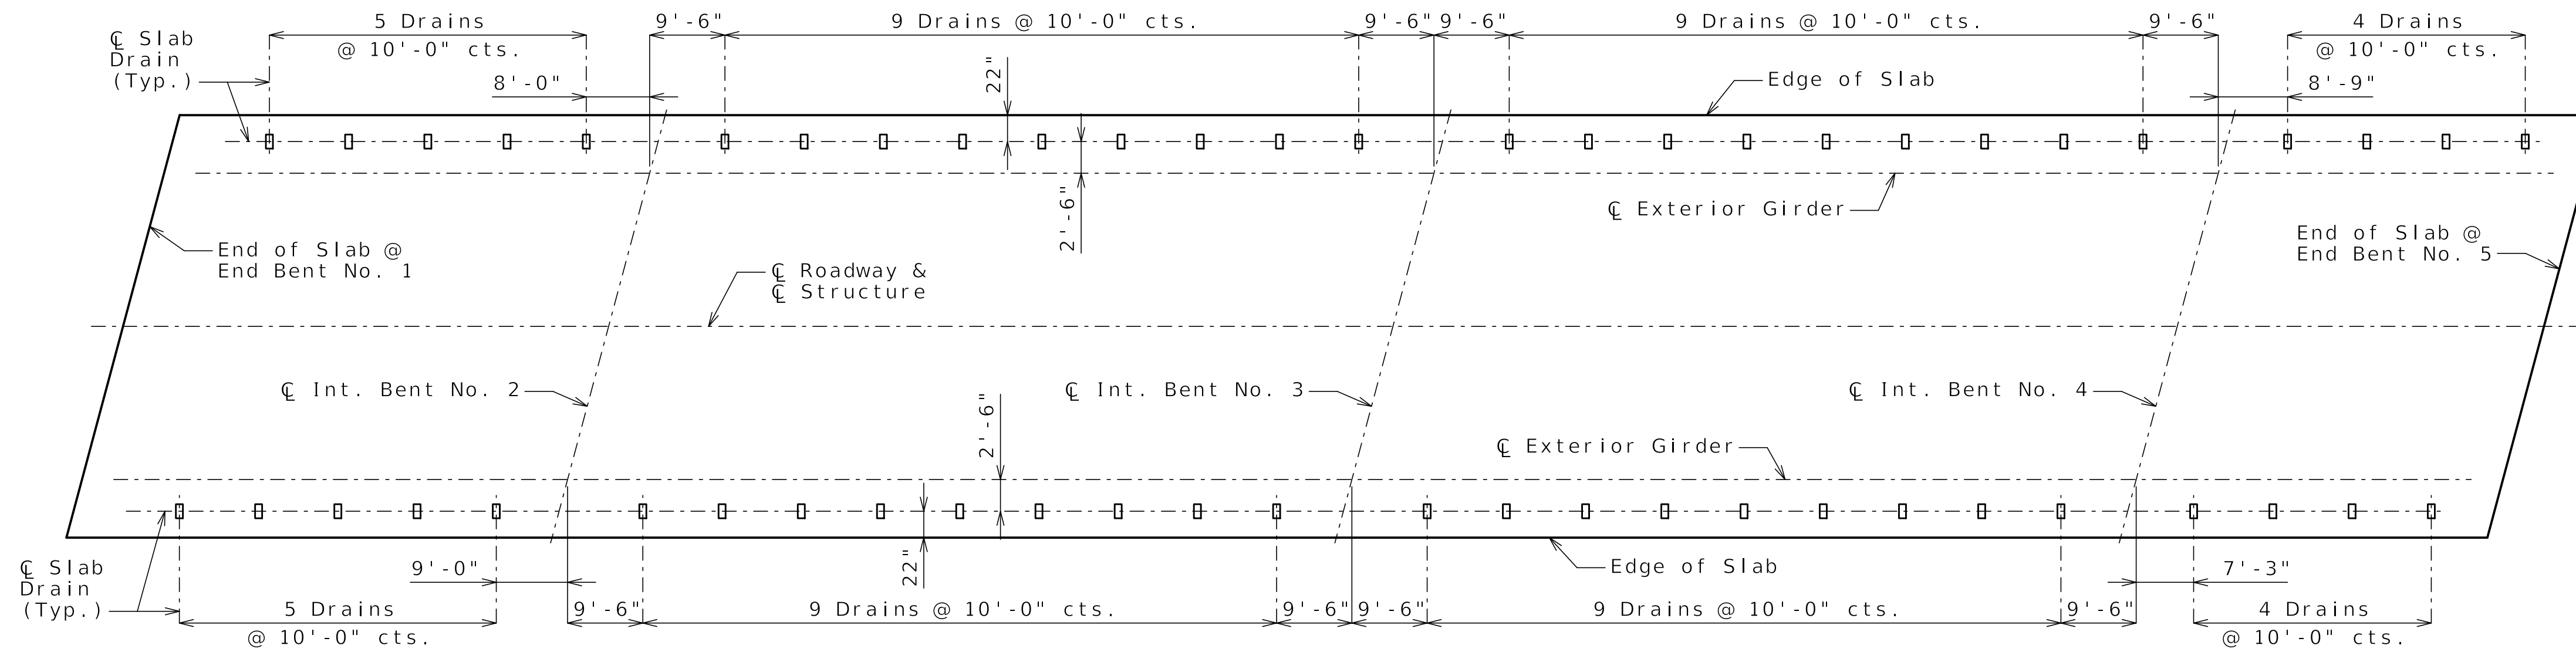 5 Drains
@ 10'-0" cts.
9'-6"
9 Drains @ 10'-0" cts.
9'-6"
9'-6"
9 Drains @ 10'-0" cts.
9'-6"
4 Drains
@ 10'-0" cts.
℄ Slab
Drain
(Typ.)
8'-0"
22"
Edge of Slab
8'-9"
2'-6"
℄ Exterior Girder
End of Slab @
End Bent No. 1
℄ Roadway &
℄ Structure
End of Slab @
End Bent No. 5
℄ Int. Bent No. 2
℄ Int. Bent No. 3
℄ Int. Bent No. 4
2'-6"
℄ Exterior Girder
22"
Edge of Slab
℄ Slab
Drain
(Typ.)
9'-0"
7'-3"
5 Drains
@ 10'-0" cts.
9'-6"
9 Drains @ 10'-0" cts.
9'-6"
9'-6"
9 Drains @ 10'-0" cts.
9'-6"
4 Drains
@ 10'-0" cts.